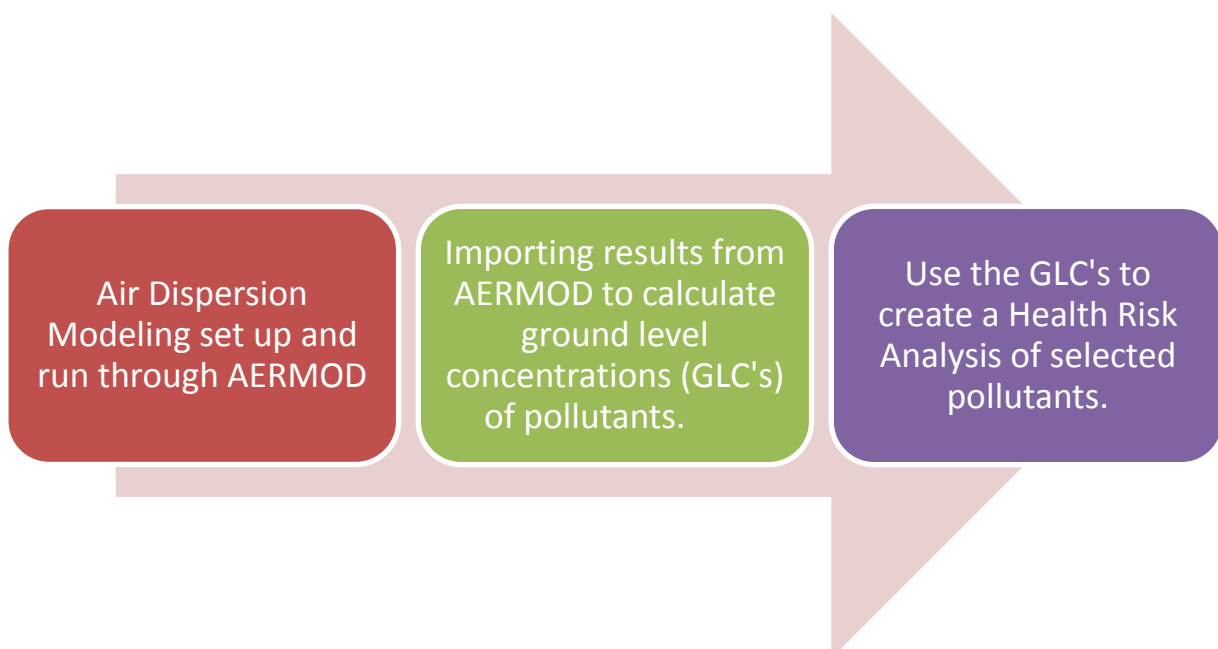 Air Dispersion
Modeling set up and
run through AERMOD
Importing results from
AERMOD to calculate
ground level
concentrations (GLC's)
of pollutants.
Use the GLC's to
create a Health Risk
Analysis of selected
pollutants.